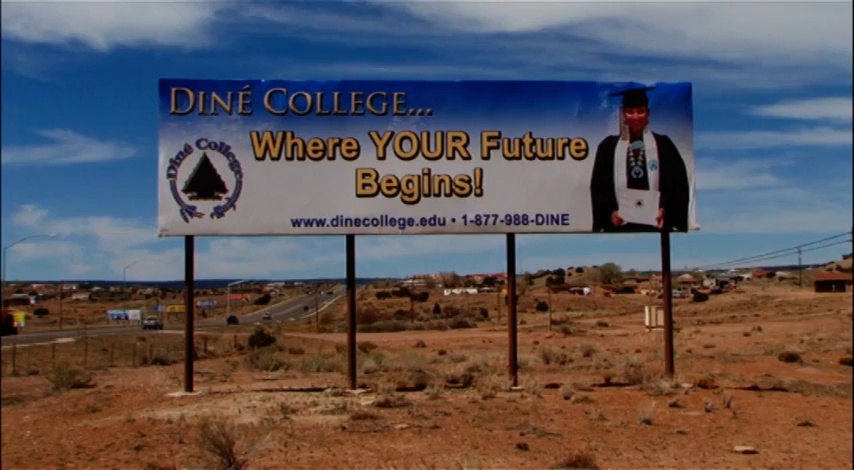 DINÉ COLLEGE...
Where YOUR Future
Begins!
Diné College
www.dinecollege.edu • 1-877-988-DINE